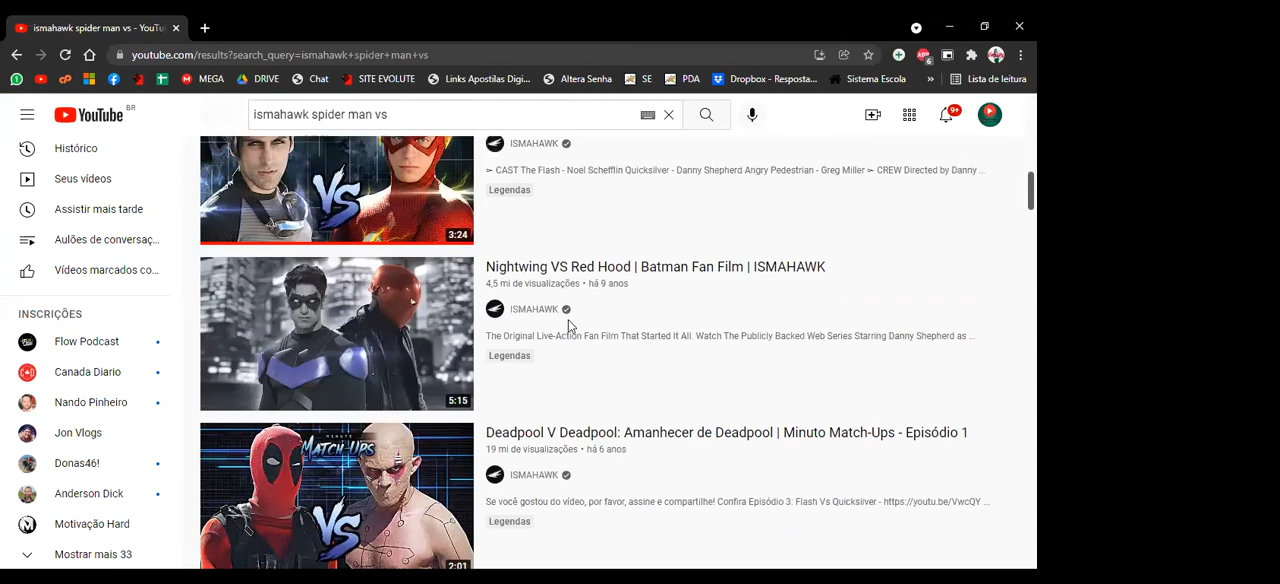 ismahawk spider man vs - YouTu
youtube.com/results?search_query=ismahawk+spider+man+vs
6
MEGA
DRIVE
Chat
SITE EVOLUTE
Links Apostilas Digi...
Altera Senha
SE
PDA
Dropbox - Resposta...
Sistema Escola
»
Lista de leitura
YouTube BR
ismahawk spider man vs
9+
Histórico
Seus vídeos
Assistir mais tarde
Aulões de conversaç...
Vídeos marcados co...
INSCRIÇÕES
Flow Podcast
Canada Diario
Nando Pinheiro
Jon Vlogs
Donas46!
Anderson Dick
Motivação Hard
Mostrar mais 33
VS
3:24
ISMAHAWK
➣ CAST The Flash - Noel Schefflin Quicksilver - Danny Shepherd Angry Pedestrian - Greg Miller ➣ CREW Directed by Danny ...
Legendas
5:15
Nightwing VS Red Hood | Batman Fan Film | ISMAHAWK
4,5 mi de visualizações • há 9 anos
ISMAHAWK
The Original Live-Action Fan Film That Started It All. Watch The Publicly Backed Web Series Starring Danny Shepherd as ...
Legendas
MINUTE
MATCH-UPS
VS
2:01
Deadpool V Deadpool: Amanhecer de Deadpool | Minuto Match-Ups - Episódio 1
19 mi de visualizações • há 6 anos
ISMAHAWK
Se você gostou do vídeo, por favor, assine e compartilhe! Confira Episódio 3: Flash Vs Quicksilver - https://youtu.be/VwcQY ...
Legendas